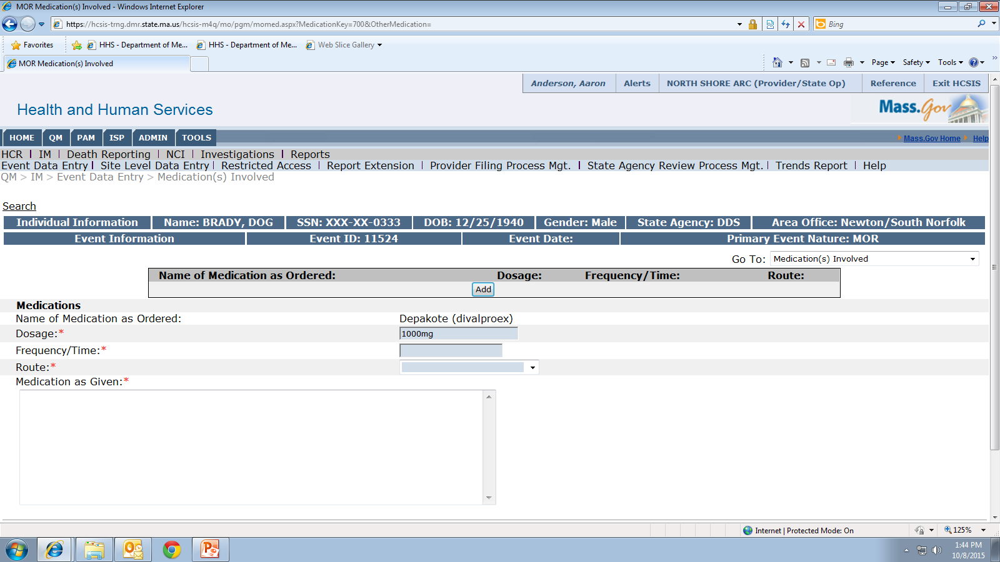 MOR Medication(s) Involved - Windows Internet Explorer
https://hcsis-trng.dmr.state.ma.us/hcsis-m4q/mo/pgm/momed.aspx?MedicationKey=700&OtherMedication=
Bing
Favorites
HHS - Department of Me...
HHS - Department of Me...
Web Slice Gallery
MOR Medication(s) Involved
Page
Safety
Tools
»
Anderson, Aaron
Alerts
NORTH SHORE ARC (Provider/State Op)
Reference
Exit HCSIS
Health and Human Services
Mass.Gov
HOME QM PAM ISP ADMIN TOOLS
Mass.Gov Home Help
HCR | IM | Death Reporting | NCI | Investigations | Reports
Event Data Entry | Site Level Data Entry | Restricted Access | Report Extension | Provider Filing Process Mgt. | State Agency Review Process Mgt. | Trends Report | Help
QM > IM > Event Data Entry > Medication(s) Involved
Search
Individual Information Name: BRADY, DOG SSN: XXX-XX-0333 DOB: 12/25/1940 Gender: Male State Agency: DDS Area Office: Newton/South Norfolk
Event Information Event ID: 11524 Event Date: Primary Event Nature: MOR
Go To: Medication(s) Involved
Name of Medication as Ordered: Dosage: Frequency/Time: Route:
Add
Medications
Name of Medication as Ordered: Depakote (divalproex)
Dosage:* 1000mg
Frequency/Time:*
Route:*
Medication as Given:*
Internet | Protected Mode: On
125%
1:44 PM
10/8/2015